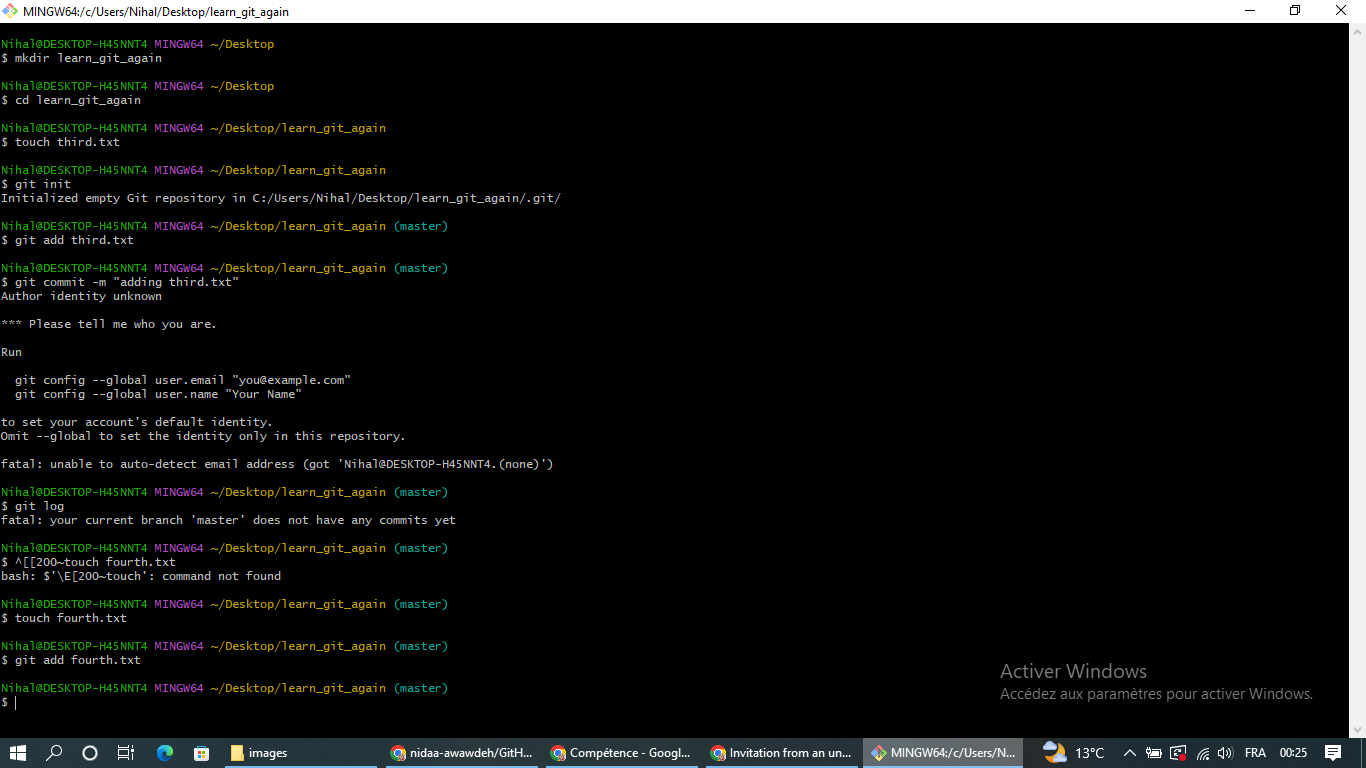 MINGW64:/c/Users/Nihal/Desktop/learn_git_again
Nihal@DESKTOP-H45NNT4 MINGW64 ~/Desktop
$ mkdir learn_git_again
Nihal@DESKTOP-H45NNT4 MINGW64 ~/Desktop
$ cd learn_git_again
Nihal@DESKTOP-H45NNT4 MINGW64 ~/Desktop/learn_git_again
$ touch third.txt
Nihal@DESKTOP-H45NNT4 MINGW64 ~/Desktop/learn_git_again
$ git init
Initialized empty Git repository in C:/Users/Nihal/Desktop/learn_git_again/.git/
Nihal@DESKTOP-H45NNT4 MINGW64 ~/Desktop/learn_git_again (master)
$ git add third.txt
Nihal@DESKTOP-H45NNT4 MINGW64 ~/Desktop/learn_git_again (master)
$ git commit -m "adding third.txt"
Author identity unknown
*** Please tell me who you are.
Run
git config --global user.email "you@example.com"
git config --global user.name "Your Name"
to set your account's default identity.
Omit --global to set the identity only in this repository.
fatal: unable to auto-detect email address (got 'Nihal@DESKTOP-H45NNT4.(none)')
Nihal@DESKTOP-H45NNT4 MINGW64 ~/Desktop/learn_git_again (master)
$ git log
fatal: your current branch 'master' does not have any commits yet
Nihal@DESKTOP-H45NNT4 MINGW64 ~/Desktop/learn_git_again (master)
$ ^[[200~touch fourth.txt
bash: $'\E[200~touch': command not found
Nihal@DESKTOP-H45NNT4 MINGW64 ~/Desktop/learn_git_again (master)
$ touch fourth.txt
Nihal@DESKTOP-H45NNT4 MINGW64 ~/Desktop/learn_git_again (master)
$ git add fourth.txt
Nihal@DESKTOP-H45NNT4 MINGW64 ~/Desktop/learn_git_again (master)
$
Activer Windows
Accédez aux paramètres pour activer Windows.
images
nidaa-awawdeh/GitH...
Compétence - Googl...
Invitation from an un...
MINGW64:/c/Users/N...
13°C
FRA
00:25